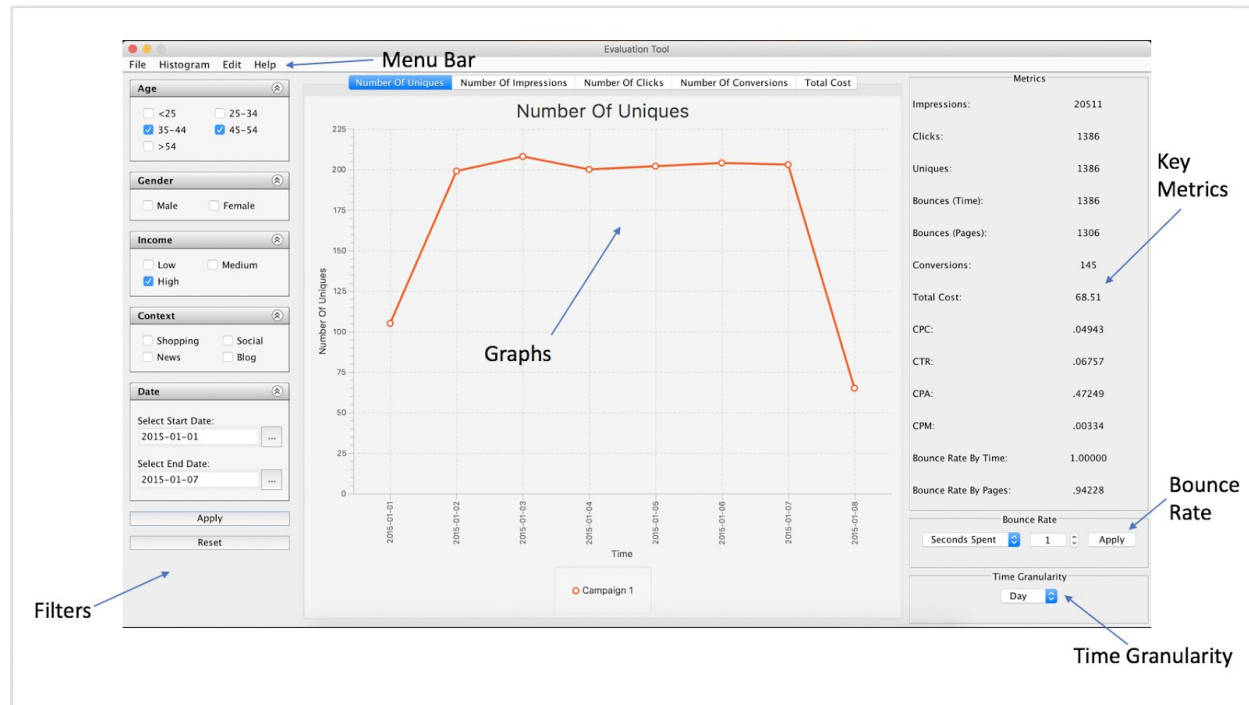 Evaluation Tool
File Histogram Edit Help
Menu Bar
Age
<25 25-34
35-44 45-54
>54
Gender
Male Female
Income
Low Medium
High
Context
Shopping Social
News Blog
Date
Select Start Date:
2015-01-01 ...
Select End Date:
2015-01-07 ...
Apply
Reset
Filters
Number Of Uniques Number Of Impressions Number Of Clicks Number Of Conversions Total Cost
Number Of Uniques
Number Of Uniques
225
200
175
150
125
100
75
50
25
0
Graphs
2015-01-01
2015-01-02
2015-01-03
2015-01-04
2015-01-05
2015-01-06
2015-01-07
2015-01-08
Time
Campaign 1
Metrics
Impressions: 20511
Clicks: 1386
Uniques: 1386
Bounces (Time): 1386
Bounces (Pages): 1306
Conversions: 145
Total Cost: 68.51
CPC: .04943
CTR: .06757
CPA: .47249
CPM: .00334
Bounce Rate By Time: 1.00000
Bounce Rate By Pages: .94228
Key
Metrics
Bounce Rate
Seconds Spent 1 Apply
Bounce
Rate
Time Granularity
Day
Time Granularity